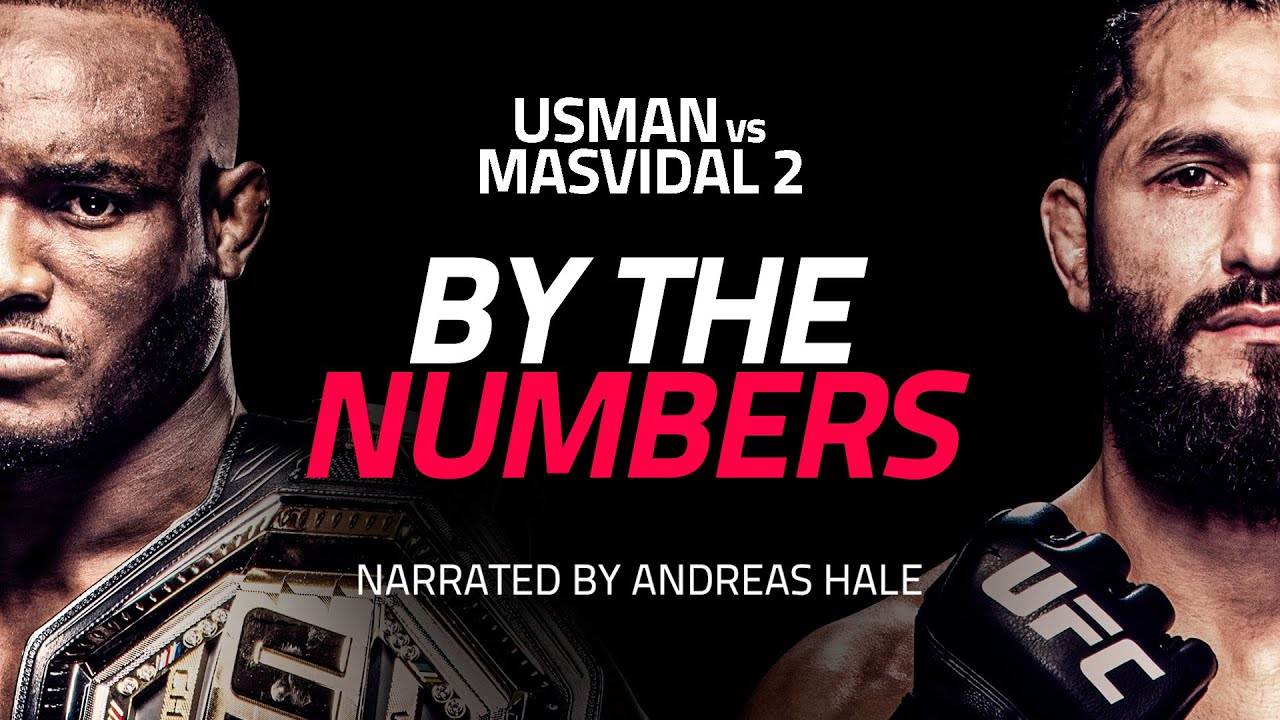 USMAN vs
MASVIDAL 2
BY THE
NUMBERS
NARRATED BY ANDREAS HALE
UFC